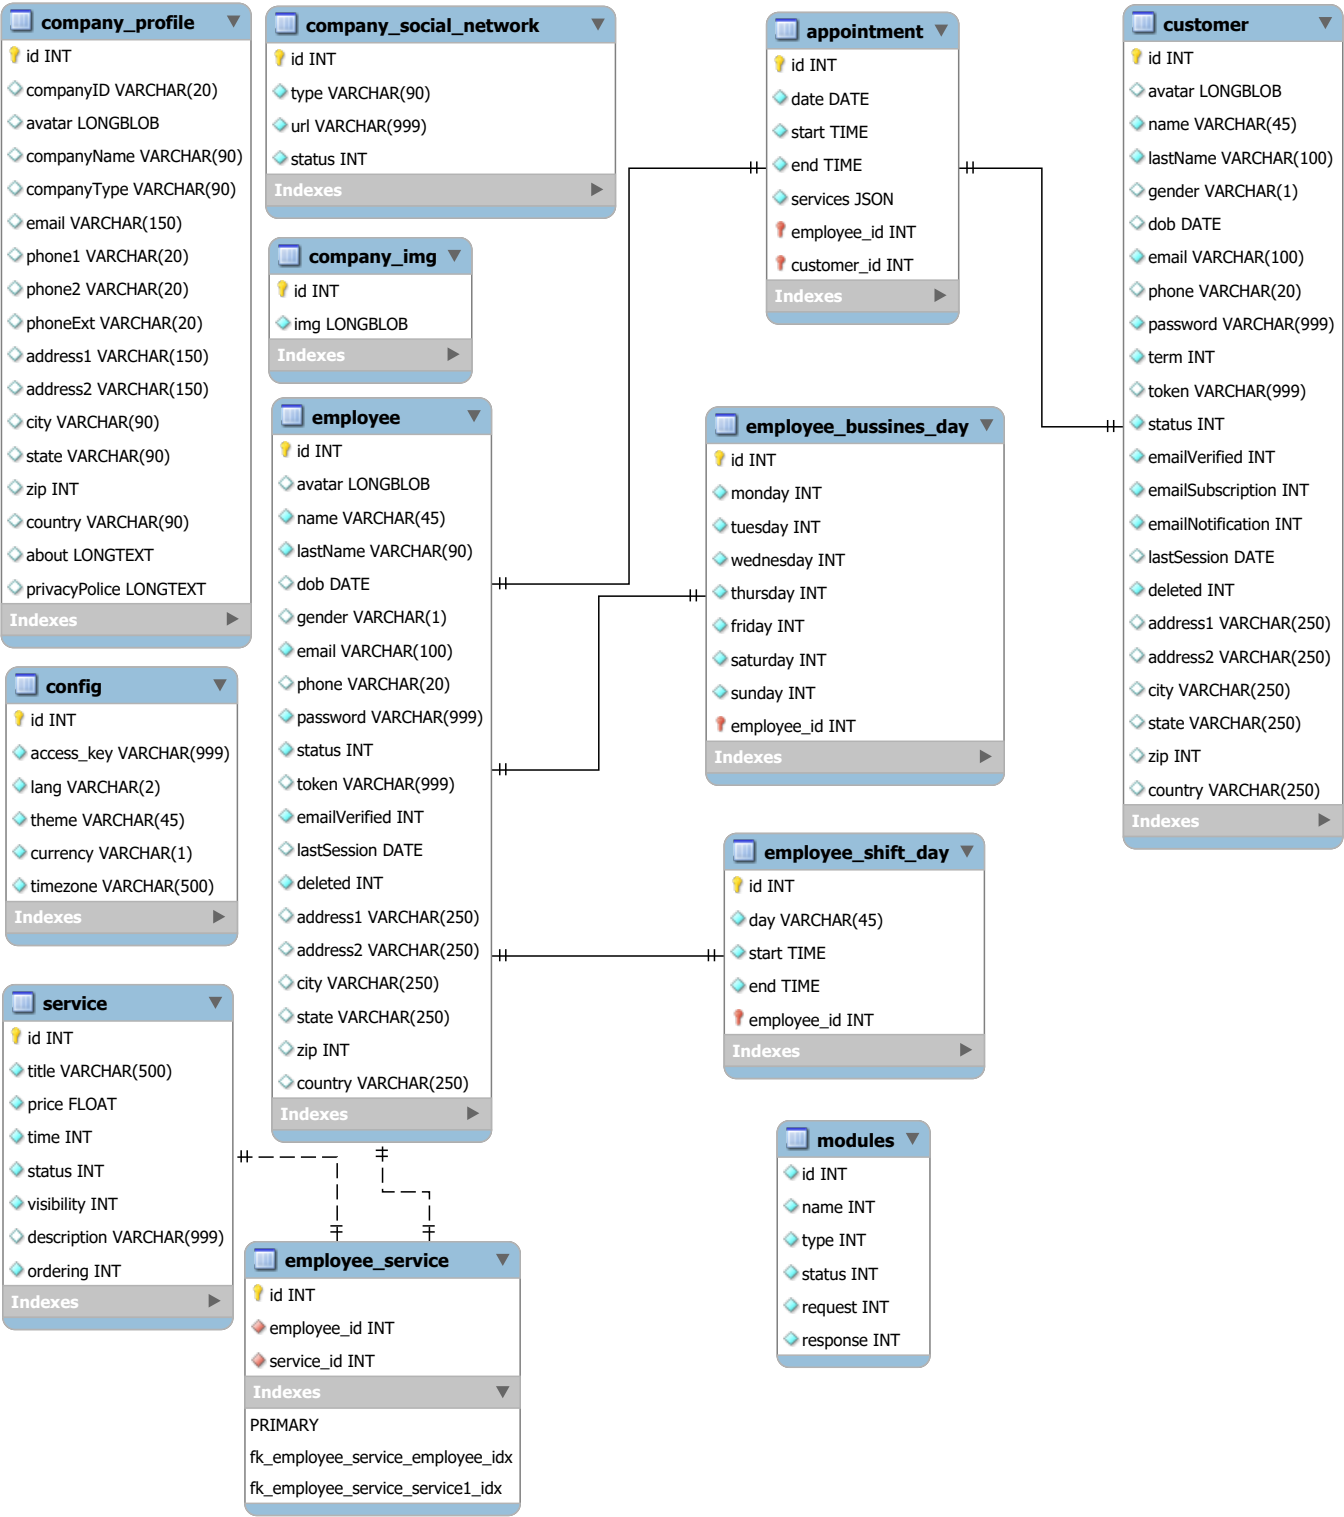 company_profile
id INT
companyID VARCHAR(20)
avatar LONGBLOB
companyName VARCHAR(90)
companyType VARCHAR(90)
email VARCHAR(150)
phone1 VARCHAR(20)
phone2 VARCHAR(20)
phoneExt VARCHAR(20)
address1 VARCHAR(150)
address2 VARCHAR(150)
city VARCHAR(90)
state VARCHAR(90)
zip INT
country VARCHAR(90)
about LONGTEXT
privacyPolice LONGTEXT
Indexes
company_social_network
id INT
type VARCHAR(90)
url VARCHAR(999)
status INT
Indexes
company_img
id INT
img LONGBLOB
Indexes
appointment
id INT
date DATE
start TIME
end TIME
services JSON
employee_id INT
customer_id INT
Indexes
customer
id INT
avatar LONGBLOB
name VARCHAR(45)
lastName VARCHAR(100)
gender VARCHAR(1)
dob DATE
email VARCHAR(100)
phone VARCHAR(20)
password VARCHAR(999)
term INT
token VARCHAR(999)
status INT
emailVerified INT
emailSubscription INT
emailNotification INT
lastSession DATE
deleted INT
address1 VARCHAR(250)
address2 VARCHAR(250)
city VARCHAR(250)
state VARCHAR(250)
zip INT
country VARCHAR(250)
Indexes
employee
id INT
avatar LONGBLOB
name VARCHAR(45)
lastName VARCHAR(90)
dob DATE
gender VARCHAR(1)
email VARCHAR(100)
phone VARCHAR(20)
password VARCHAR(999)
status INT
token VARCHAR(999)
emailVerified INT
lastSession DATE
deleted INT
address1 VARCHAR(250)
address2 VARCHAR(250)
city VARCHAR(250)
state VARCHAR(250)
zip INT
country VARCHAR(250)
Indexes
employee_bussines_day
id INT
monday INT
tuesday INT
wednesday INT
thursday INT
friday INT
saturday INT
sunday INT
employee_id INT
Indexes
config
id INT
access_key VARCHAR(999)
lang VARCHAR(2)
theme VARCHAR(45)
currency VARCHAR(1)
timezone VARCHAR(500)
Indexes
employee_shift_day
id INT
day VARCHAR(45)
start TIME
end TIME
employee_id INT
Indexes
service
id INT
title VARCHAR(500)
price FLOAT
time INT
status INT
visibility INT
description VARCHAR(999)
ordering INT
Indexes
modules
id INT
name INT
type INT
status INT
request INT
response INT
employee_service
id INT
employee_id INT
service_id INT
Indexes
PRIMARY
fk_employee_service_employee_idx
fk_employee_service_service1_idx